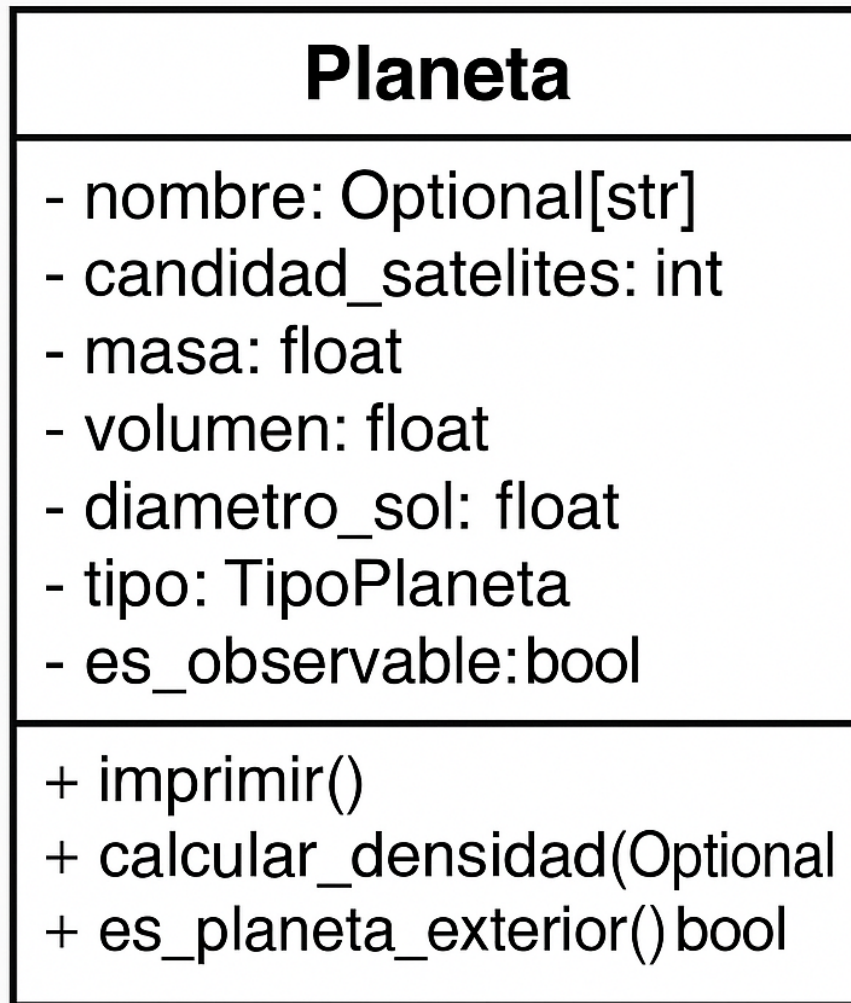 Planeta
- nombre: Optional[str]
- candidad_satelites: int
- masa: float
- volumen: float
- diametro_sol: float
- tipo: TipoPlaneta
- es_observable:bool
+ imprimir()
+ calcular_densidad(Optional
+ es_planeta_exterior() bool